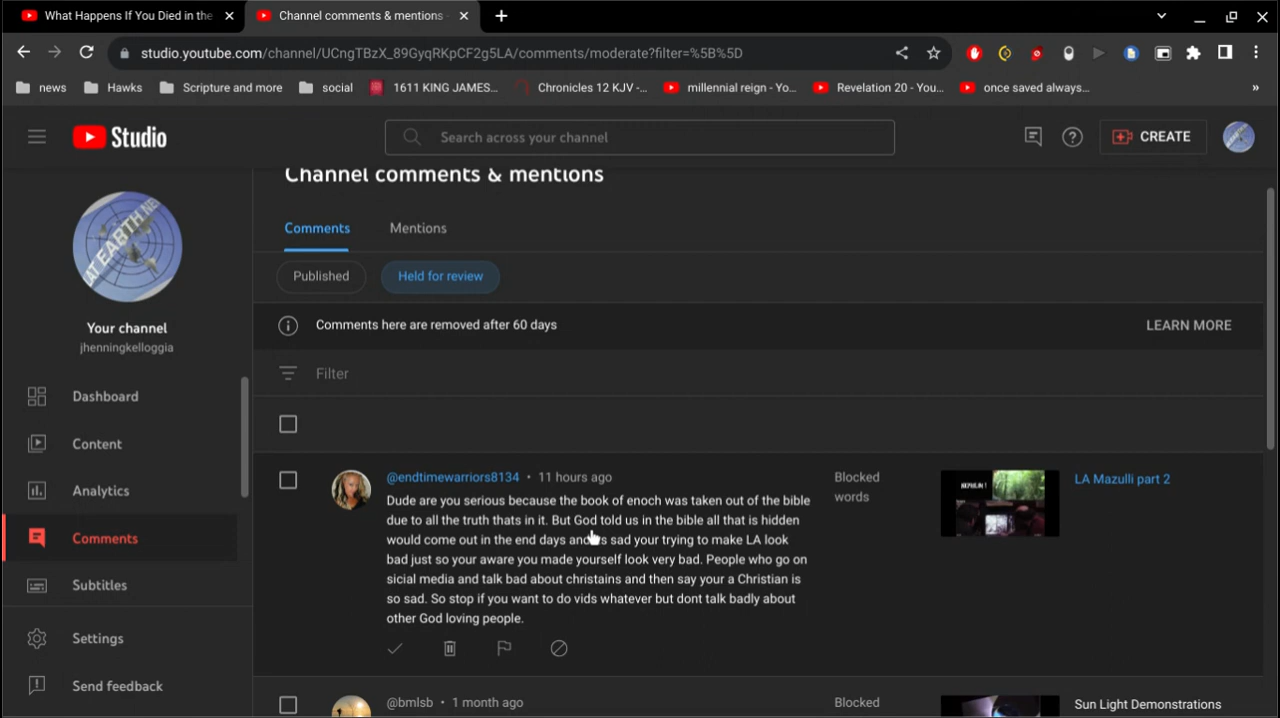 What Happens If You Died in the
Channel comments & mentions
studio.youtube.com/channel/UCngTBzX_89GyqRKpCF2g5LA/comments/moderate?filter=%5B%5D
news
Hawks
Scripture and more
social
1611 KING JAMES...
Chronicles 12 KJV -...
millennial reign - Yo...
Revelation 20 - You...
once saved always...
»
Studio
Search across your channel
CREATE
Channel comments & mentions
Comments
Mentions
Published
Held for review
Comments here are removed after 60 days
LEARN MORE
Filter
AT EARTH NE
Your channel
jhenningkelloggia
Dashboard
Content
Analytics
Comments
Subtitles
Settings
Send feedback
@endtimewarriors8134 • 11 hours ago
Dude are you serious because the book of enoch was taken out of the bible
due to all the truth thats in it. But God told us in the bible all that is hidden
would come out in the end days and s sad your trying to make LA look
bad just so your aware you made yourself look very bad. People who go on
sicial media and talk bad about christains and then say your a Christian is
so sad. So stop if you want to do vids whatever but dont talk badly about
other God loving people.
Blocked
words
LA Mazulli part 2
@bmlsb • 1 month ago
Blocked
Sun Light Demonstrations